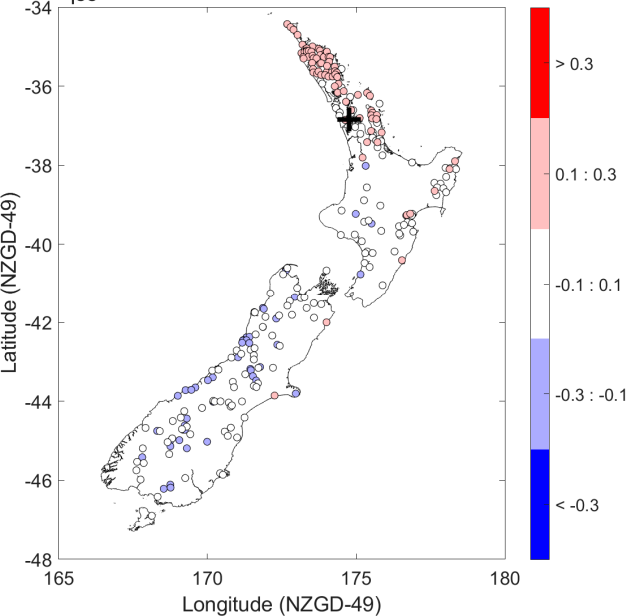 -34
-36
-38
-40
-42
-44
-46
-48
Latitude (NZGD-49)
165
170
175
180
Longitude (NZGD-49)
> 0.3
0.1 : 0.3
-0.1 : 0.1
-0.3 : -0.1
< -0.3